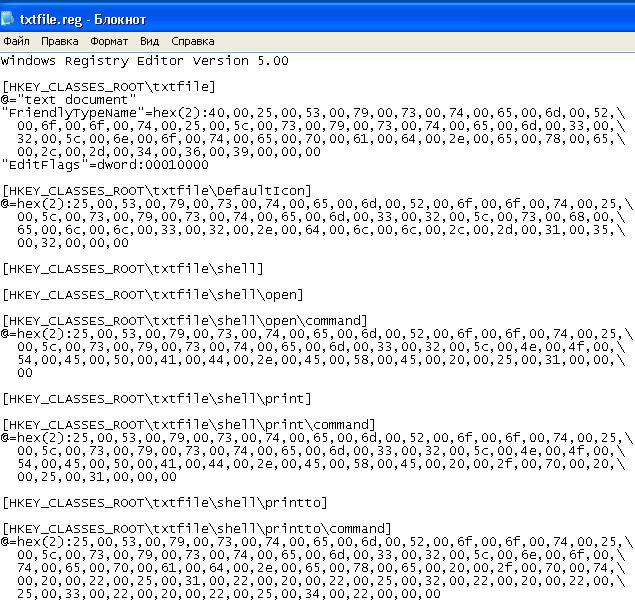 txtfile.reg - Блокнот
Файл Правка Формат Вид Справка
Windows Registry Editor Version 5.00
[HKEY_CLASSES_ROOT\txtfile]
@="text document"
"FriendlyTypeName"=hex(2):40,00,25,00,53,00,79,00,73,00,74,00,65,00,6d,00,52,\
00,6f,00,6f,00,74,00,25,00,5c,00,73,00,79,00,73,00,74,00,65,00,6d,00,33,00,\
32,00,5c,00,6e,00,6f,00,74,00,65,00,70,00,61,00,64,00,2e,00,65,00,78,00,65,\
00,2c,00,2d,00,34,00,36,00,39,00,00,00
"EditFlags"=dword:00010000
[HKEY_CLASSES_ROOT\txtfile\DefaultIcon]
@=hex(2):25,00,53,00,79,00,73,00,74,00,65,00,6d,00,52,00,6f,00,6f,00,74,00,25,\
00,5c,00,73,00,79,00,73,00,74,00,65,00,6d,00,33,00,32,00,5c,00,73,00,68,00,\
65,00,6c,00,6c,00,33,00,32,00,2e,00,64,00,6c,00,6c,00,2c,00,2d,00,31,00,35,\
00,32,00,00,00
[HKEY_CLASSES_ROOT\txtfile\shell]
[HKEY_CLASSES_ROOT\txtfile\shell\open]
[HKEY_CLASSES_ROOT\txtfile\shell\open\command]
@=hex(2):25,00,53,00,79,00,73,00,74,00,65,00,6d,00,52,00,6f,00,6f,00,74,00,25,\
00,5c,00,73,00,79,00,73,00,74,00,65,00,6d,00,33,00,32,00,5c,00,4e,00,4f,00,\
54,00,45,00,50,00,41,00,44,00,2e,00,45,00,58,00,45,00,20,00,25,00,31,00,00,\
00
[HKEY_CLASSES_ROOT\txtfile\shell\print]
[HKEY_CLASSES_ROOT\txtfile\shell\print\command]
@=hex(2):25,00,53,00,79,00,73,00,74,00,65,00,6d,00,52,00,6f,00,6f,00,74,00,25,\
00,5c,00,73,00,79,00,73,00,74,00,65,00,6d,00,33,00,32,00,5c,00,4e,00,4f,00,\
54,00,45,00,50,00,41,00,44,00,2e,00,45,00,58,00,45,00,20,00,2f,00,70,00,20,\
00,25,00,31,00,00,00
[HKEY_CLASSES_ROOT\txtfile\shell\printto]
[HKEY_CLASSES_ROOT\txtfile\shell\printto\command]
@=hex(2):25,00,53,00,79,00,73,00,74,00,65,00,6d,00,52,00,6f,00,6f,00,74,00,25,\
00,5c,00,73,00,79,00,73,00,74,00,65,00,6d,00,33,00,32,00,5c,00,6e,00,6f,00,\
74,00,65,00,70,00,61,00,64,00,2e,00,65,00,78,00,65,00,20,00,2f,00,70,00,74,\
00,20,00,22,00,25,00,31,00,22,00,20,00,22,00,25,00,32,00,22,00,20,00,22,00,\
25,00,33,00,22,00,20,00,22,00,25,00,34,00,22,00,00,00